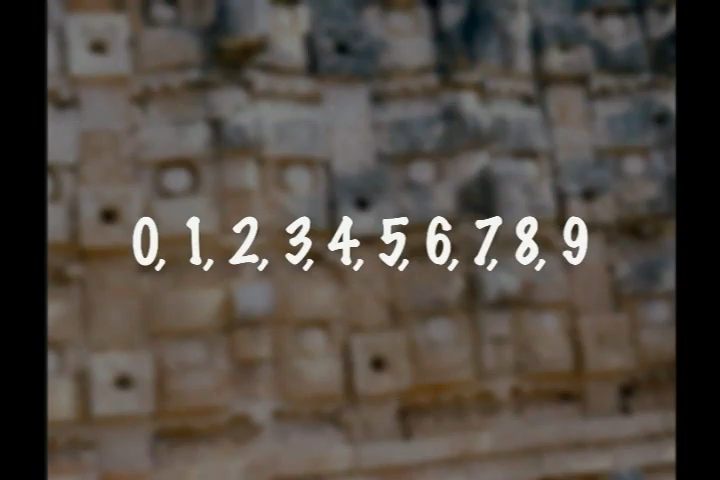 0, 1, 2, 3, 4, 5, 6, 7, 8, 9